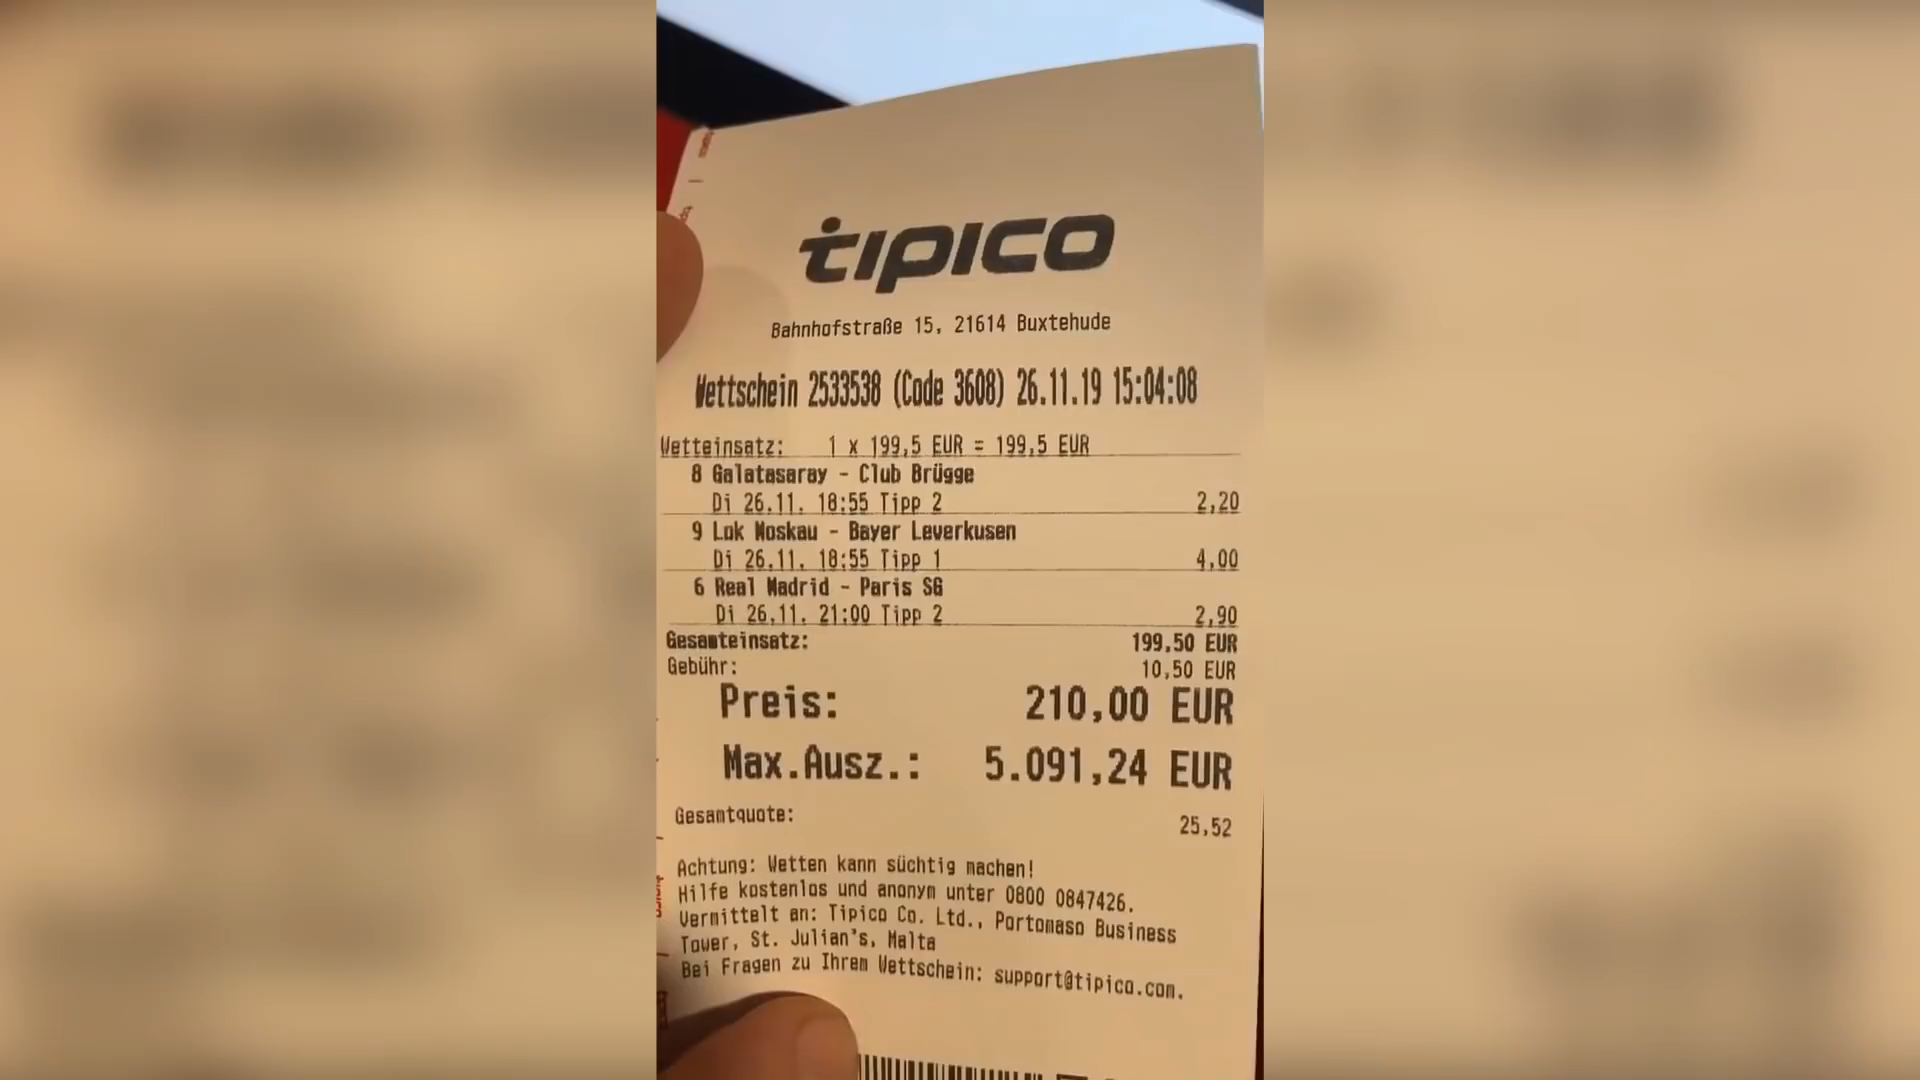 tipico
Bahnhofstraße 15, 21614 Buxtehude
Wettschein 2533538 (Code 3608) 26.11.19 15:04:08
Wetteinsatz: 1 x 199,5 EUR = 199,5 EUR
8 Galatasaray - Club Brügge
Di 26.11. 18:55 Tipp 2 2,20
9 Lok Moskau - Bayer Leverkusen
Di 26.11. 18:55 Tipp 1 4,00
6 Real Madrid - Paris SG
Di 26.11. 21:00 Tipp 2 2,90
Gesamteinsatz: 199,50 EUR
Gebühr: 10,50 EUR
Preis: 210,00 EUR
Max.Ausz.: 5.091,24 EUR
Gesamtquote: 25,52
Achtung: Wetten kann süchtig machen!
Hilfe kostenlos und anonym unter 0800 0847426.
Vermittelt an: Tipico Co. Ltd., Portomaso Business
Tower, St. Julian's, Malta
Bei Fragen zu Ihrem Wettschein: support@tipico.com.